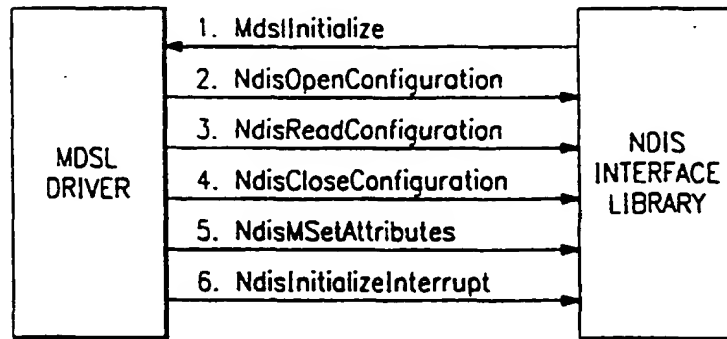 1. MdslInitialize
2. NdisOpenConfiguration
3. NdisReadConfiguration
4. NdisCloseConfiguration
5. NdisMSetAttributes
6. NdisInitializeInterrupt
MDSL
DRIVER
NDIS
INTERFACE
LIBRARY